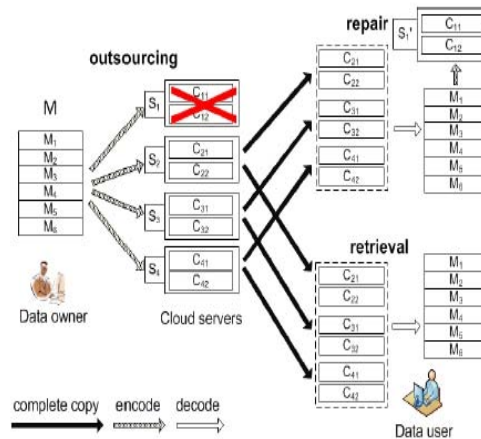 repair
S₁'
C₁₁
C₁₂
outsourcing
M
M₁
M₂
M₃
M₄
M₅
M₆
Data owner
S₁
C₁₁
C₁₂
S₂
C₂₁
C₂₂
S₃
C₃₁
C₃₂
S₄
C₄₁
C₄₂
Cloud servers
C₂₁
C₂₂
C₃₁
C₃₂
C₄₁
C₄₂
M₁
M₂
M₃
M₄
M₅
M₆
retrieval
C₂₁
C₂₂
C₃₁
C₃₂
C₄₁
C₄₂
M₁
M₂
M₃
M₄
M₅
M₆
Data user
complete copy encode decode